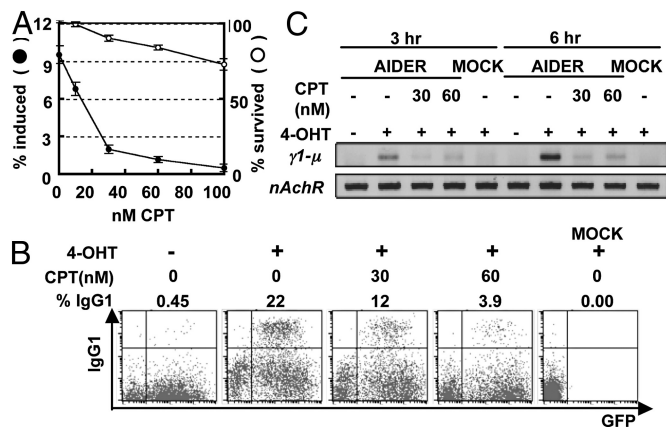 A
% induced (●)
12
9
6
3
0
0 20 40 60 80 100
nM CPT
100
50
0
% survived (○)
C
3 hr 6 hr
AIDER MOCK AIDER MOCK
CPT (nM) - - 30 60 - - - 30 60 -
4-OHT - + + + + - + + + +
γ1-μ
nAchR
B
MOCK
4-OHT - + + + +
CPT(nM) 0 0 30 60 0
% IgG1 0.45 22 12 3.9 0.00
IgG1
GFP